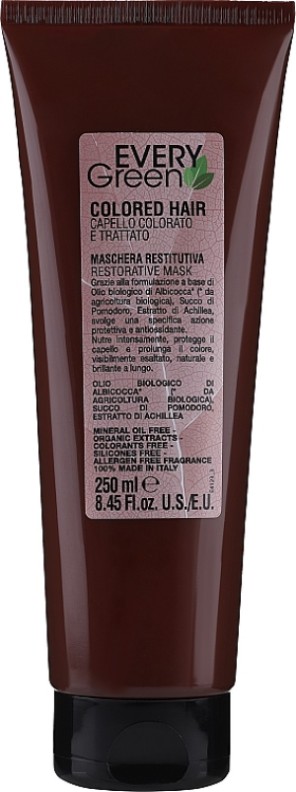 EVERY
Green
COLORED HAIR
CAPELLO COLORATO
E TRATTATO
MASCHERA RESTITUTIVA
RESTORATIVE MASK
Grazie alla formulazione a base di
Olio biologico di Albicocca* (* da
agricoltura biologica), Succo di
Pomodoro, Estratto di Achillea,
svolge una specifica azione
protettiva e antiossidante.
Nutre intensamente, protegge il
capello e prolunga il colore,
visibilmente esaltato, naturale e
brillante a lungo.
OLIO BIOLOGICO DI
ALBICOCCA* (* DA
AGRICOLTURA BIOLOGICA),
SUCCO DI POMODORO,
ESTRATTO DI ACHILLEA
MINERAL OIL FREE -
ORGANIC EXTRACTS -
COLORANTS FREE -
SILICONES FREE -
ALLERGEN FREE FRAGRANCE
100% MADE IN ITALY
250 ml ℮
8.45 Fl.oz. U.S./E.U.